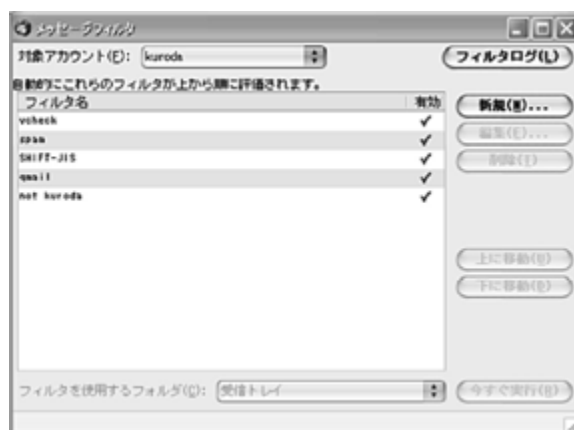 メッセージフィルタ
対象アカウント(E): kuroda
フィルタログ(L)
自動的にこれらのフィルタが上から順に評価されます。
フィルタ名 有効
新規(N)...
vcheck ✓
編集(E)...
spam ✓
削除(T)
SHIFT-JIS ✓
qmail ✓
not kuroda ✓
上に移動(U)
下に移動(D)
フィルタを使用するフォルダ(C): 受信トレイ
今すぐ実行(R)